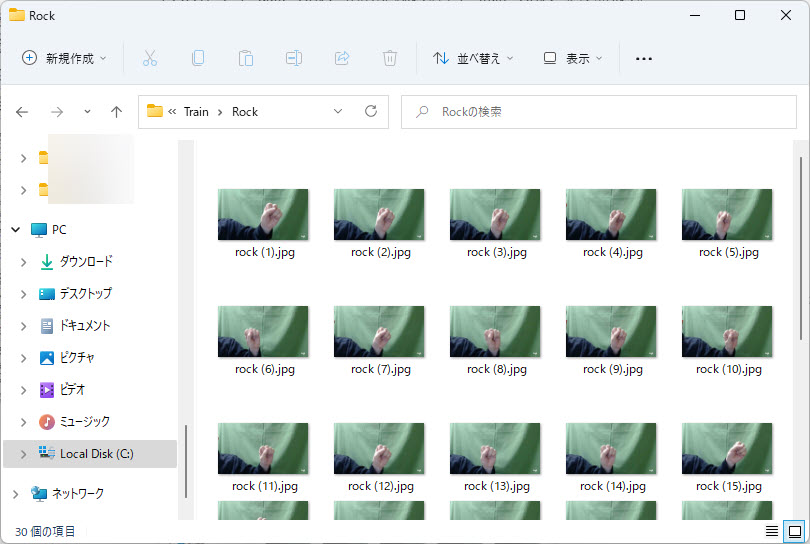 Rock
新規作成
並べ替え
表示
« Train > Rock
Rockの検索
PC
ダウンロード
デスクトップ
ドキュメント
ピクチャ
ビデオ
ミュージック
Local Disk (C:)
ネットワーク
rock (1).jpg
rock (2).jpg
rock (3).jpg
rock (4).jpg
rock (5).jpg
rock (6).jpg
rock (7).jpg
rock (8).jpg
rock (9).jpg
rock (10).jpg
rock (11).jpg
rock (12).jpg
rock (13).jpg
rock (14).jpg
rock (15).jpg
30 個の項目